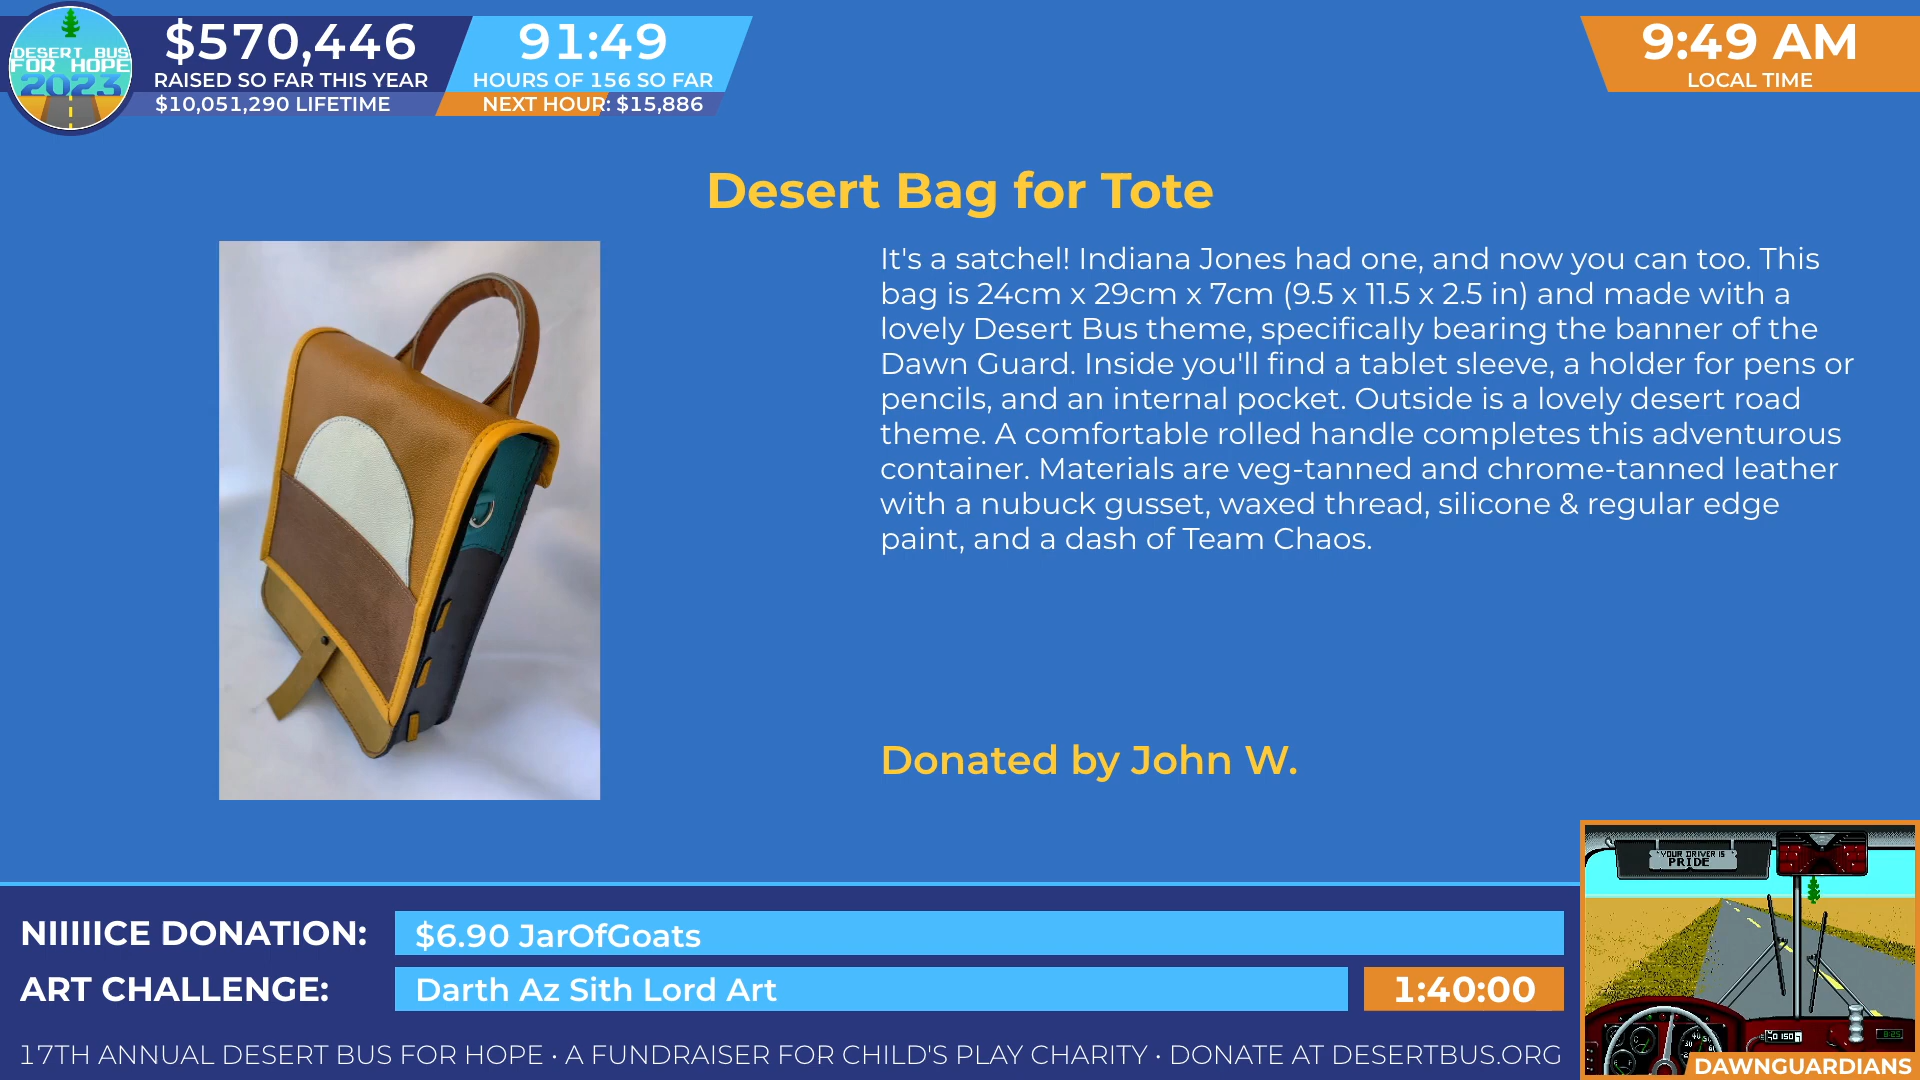 DESERT BUS
FOR HOPE
2023
$570,446
RAISED SO FAR THIS YEAR
$10,051,290 LIFETIME
91:49
HOURS OF 156 SO FAR
NEXT HOUR: $15,886
9:49 AM
LOCAL TIME
Desert Bag for Tote
It's a satchel! Indiana Jones had one, and now you can too. This
bag is 24cm x 29cm x 7cm (9.5 x 11.5 x 2.5 in) and made with a
lovely Desert Bus theme, specifically bearing the banner of the
Dawn Guard. Inside you'll find a tablet sleeve, a holder for pens or
pencils, and an internal pocket. Outside is a lovely desert road
theme. A comfortable rolled handle completes this adventurous
container. Materials are veg-tanned and chrome-tanned leather
with a nubuck gusset, waxed thread, silicone & regular edge
paint, and a dash of Team Chaos.
Donated by John W.
NIIIIICE DONATION:
$6.90 JarOfGoats
ART CHALLENGE:
Darth Az Sith Lord Art
1:40:00
17TH ANNUAL DESERT BUS FOR HOPE • A FUNDRAISER FOR CHILD'S PLAY CHARITY • DONATE AT DESERTBUS.ORG
"YOUR DRIVER IS
PRIDE
8:25
DAWNGUARDIANS